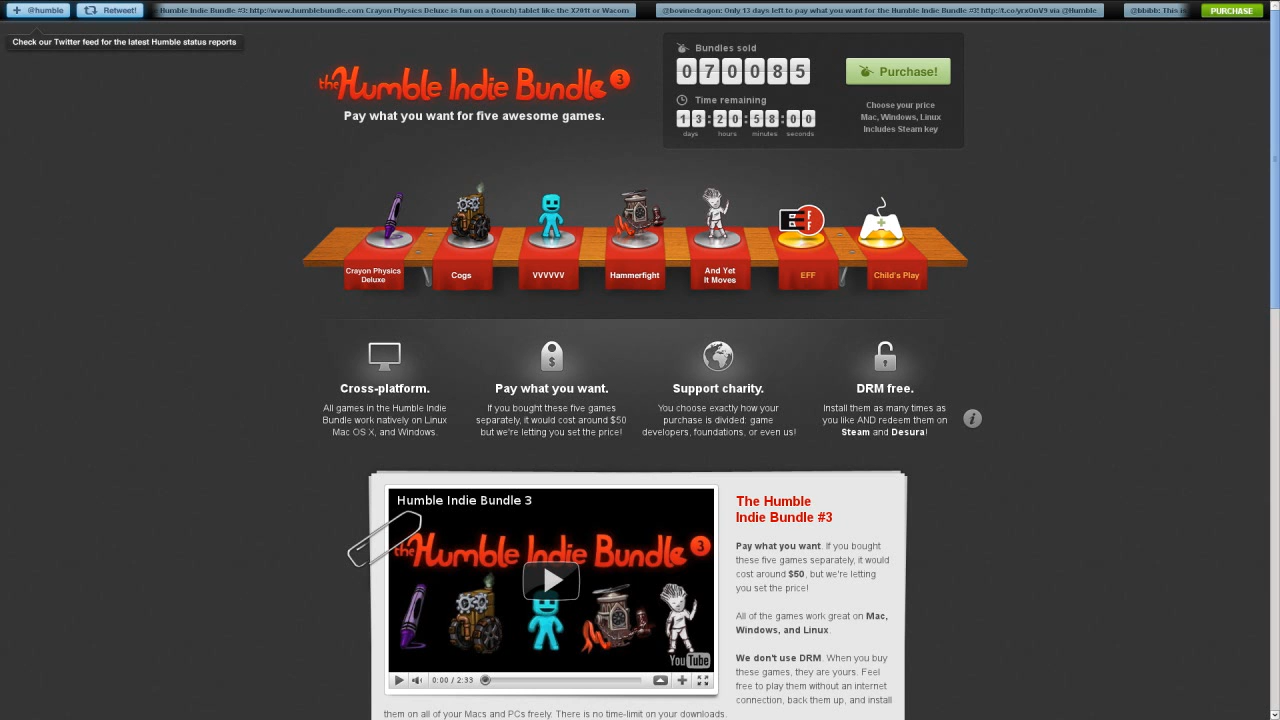 @humble
Retweet!
Humble Indie Bundle #3: http://www.humblebundle.com Crayon Physics Deluxe is fun on a (touch) tablet like the X201t or Wacom
@bovinedragon: Only 13 days left to pay what you want for the Humble Indie Bundle #3! http://t.co/yrxOnV9 via @Humble
@bbible: This is
PURCHASE
Check our Twitter feed for the latest Humble status reports
the Humble Indie Bundle 3
Pay what you want for five awesome games.
Bundles sold
070085
Time remaining
13:20:58:00
days hours minutes seconds
Purchase!
Choose your price
Mac, Windows, Linux
Includes Steam key
EFF
Crayon Physics
Deluxe
Cogs
VVVVVV
Hammerfight
And Yet
It Moves
EFF
Child's Play
$
Cross-platform.
All games in the Humble Indie
Bundle work natively on Linux
Mac OS X, and Windows.
Pay what you want.
If you bought these five games
separately, it would cost around $50
but we're letting you set the price!
Support charity.
You choose exactly how your
purchase is divided: game
developers, foundations, or even us!
DRM free.
Install them as many times as
you like AND redeem them on
Steam and Desura!
i
Humble Indie Bundle 3
the Humble Indie Bundle 3
YouTube
0:00 / 2:33
The Humble
Indie Bundle #3
Pay what you want. If you bought
these five games separately, it would
cost around $50, but we're letting
you set the price!
All of the games work great on Mac,
Windows, and Linux.
We don't use DRM. When you buy
these games, they are yours. Feel
free to play them without an internet
connection, back them up, and install
them on all of your Macs and PCs freely. There is no time-limit on your downloads.